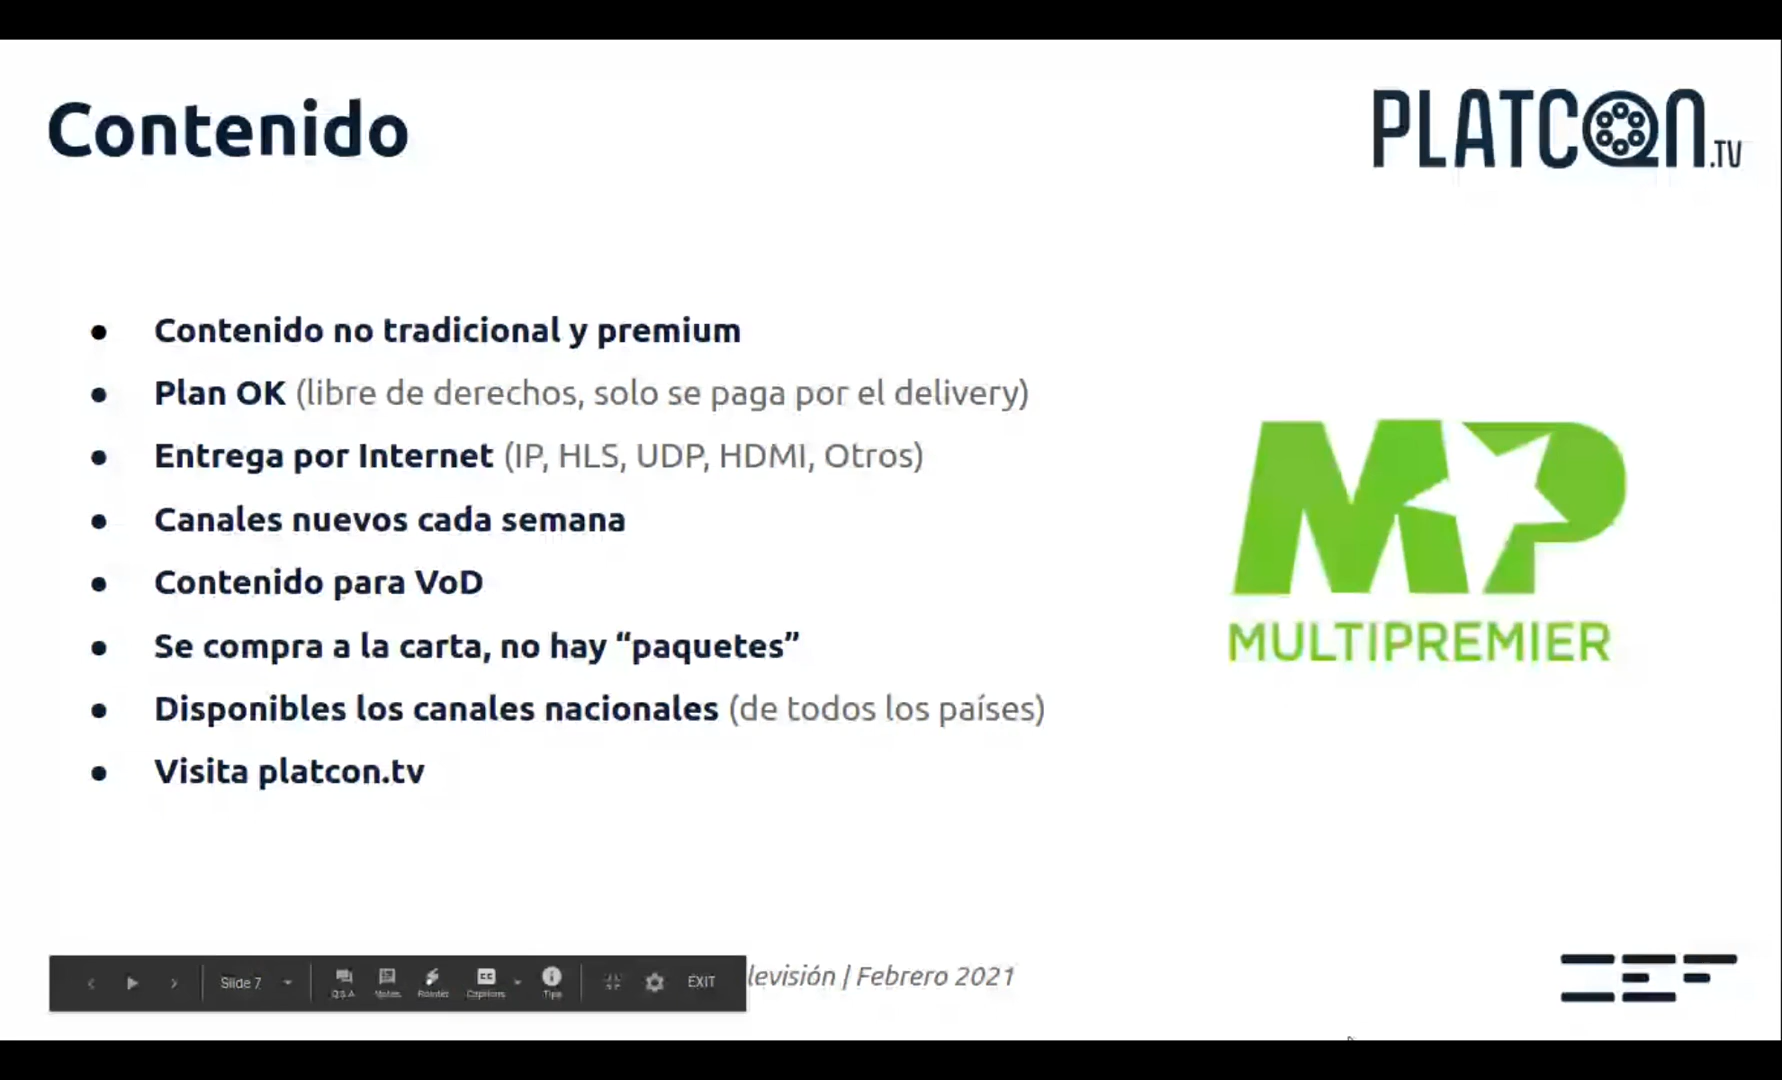 Contenido
PLATCON.TV
● Contenido no tradicional y premium
● Plan OK (libre de derechos, solo se paga por el delivery)
● Entrega por Internet (IP, HLS, UDP, HDMI, Otros)
● Canales nuevos cada semana
● Contenido para VoD
● Se compra a la carta, no hay “paquetes”
● Disponibles los canales nacionales (de todos los países)
● Visita platcon.tv
MP
MULTIPREMIER
Slide 7
Q&A Notes Pointer Captions Tips
EXIT
levisión | Febrero 2021